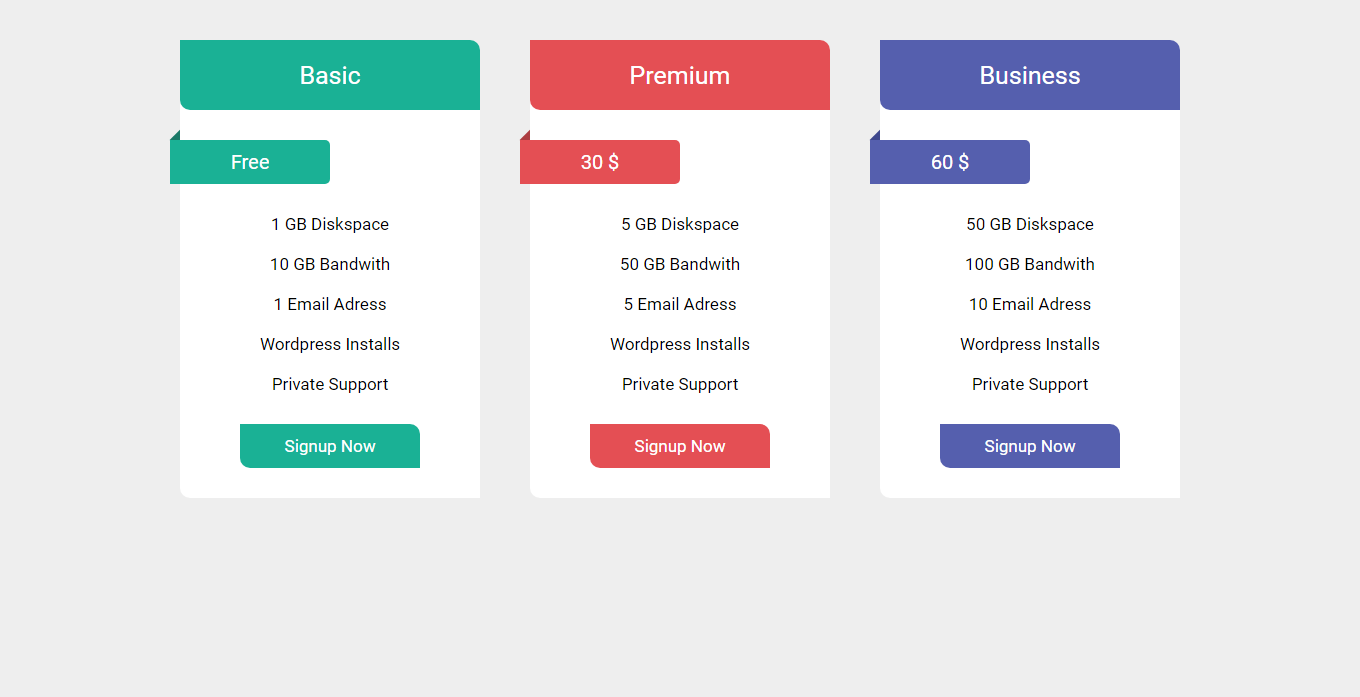 Basic
Free
1 GB Diskspace
10 GB Bandwith
1 Email Adress
Wordpress Installs
Private Support
Signup Now
Premium
30 $
5 GB Diskspace
50 GB Bandwith
5 Email Adress
Wordpress Installs
Private Support
Signup Now
Business
60 $
50 GB Diskspace
100 GB Bandwith
10 Email Adress
Wordpress Installs
Private Support
Signup Now